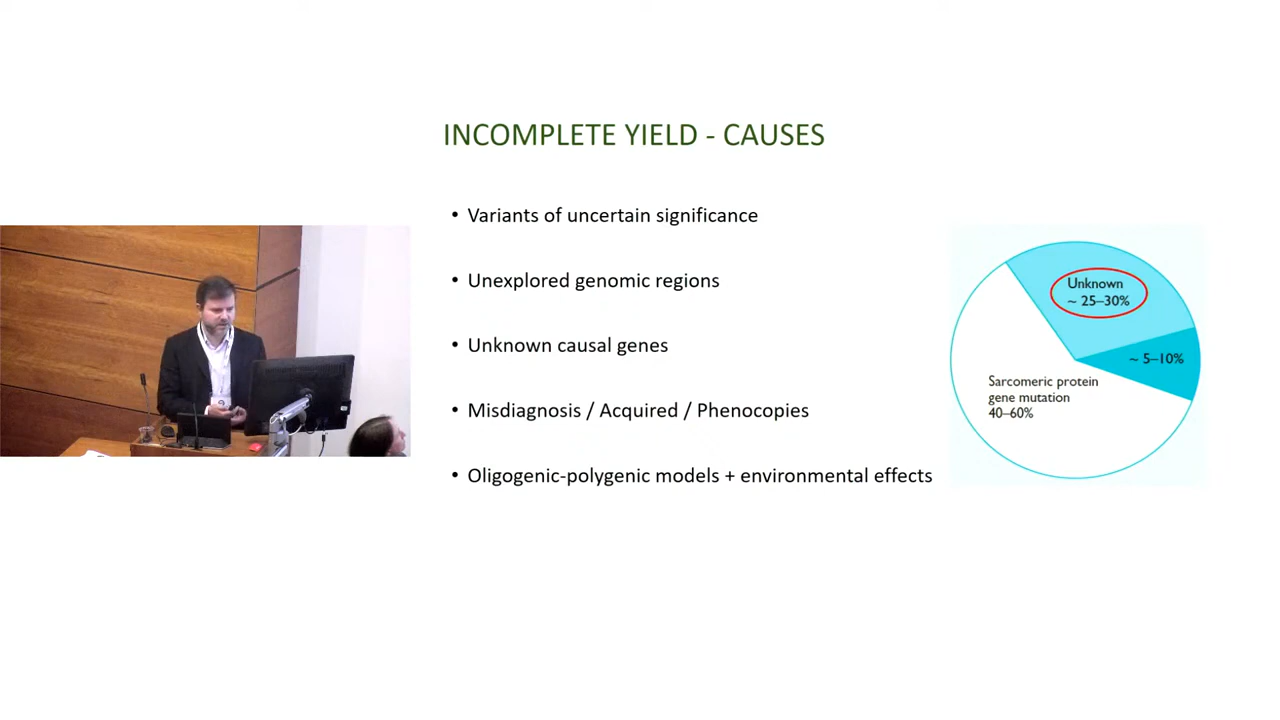 INCOMPLETE YIELD - CAUSES
• Variants of uncertain significance
• Unexplored genomic regions
• Unknown causal genes
• Misdiagnosis / Acquired / Phenocopies
• Oligogenic-polygenic models + environmental effects
Unknown
~ 25–30%
~ 5–10%
Sarcomeric protein
gene mutation
40–60%